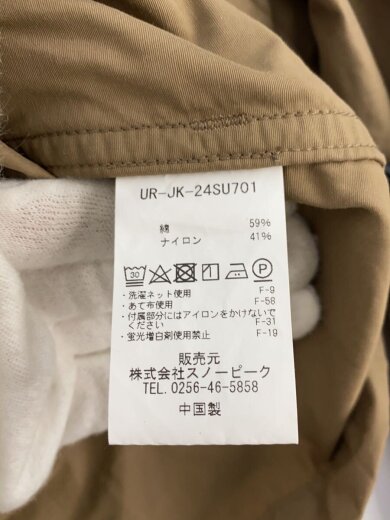 UR-JK-24SU701
綿 59%
ナイロン 41%
30 P
・洗濯ネット使用 F-9
・あて布使用 F-58
・付属部分にはアイロンをかけないで
ください F-31
・蛍光増白剤使用禁止 F-19
販売元
株式会社スノーピーク
TEL.0256-46-5858
中国製